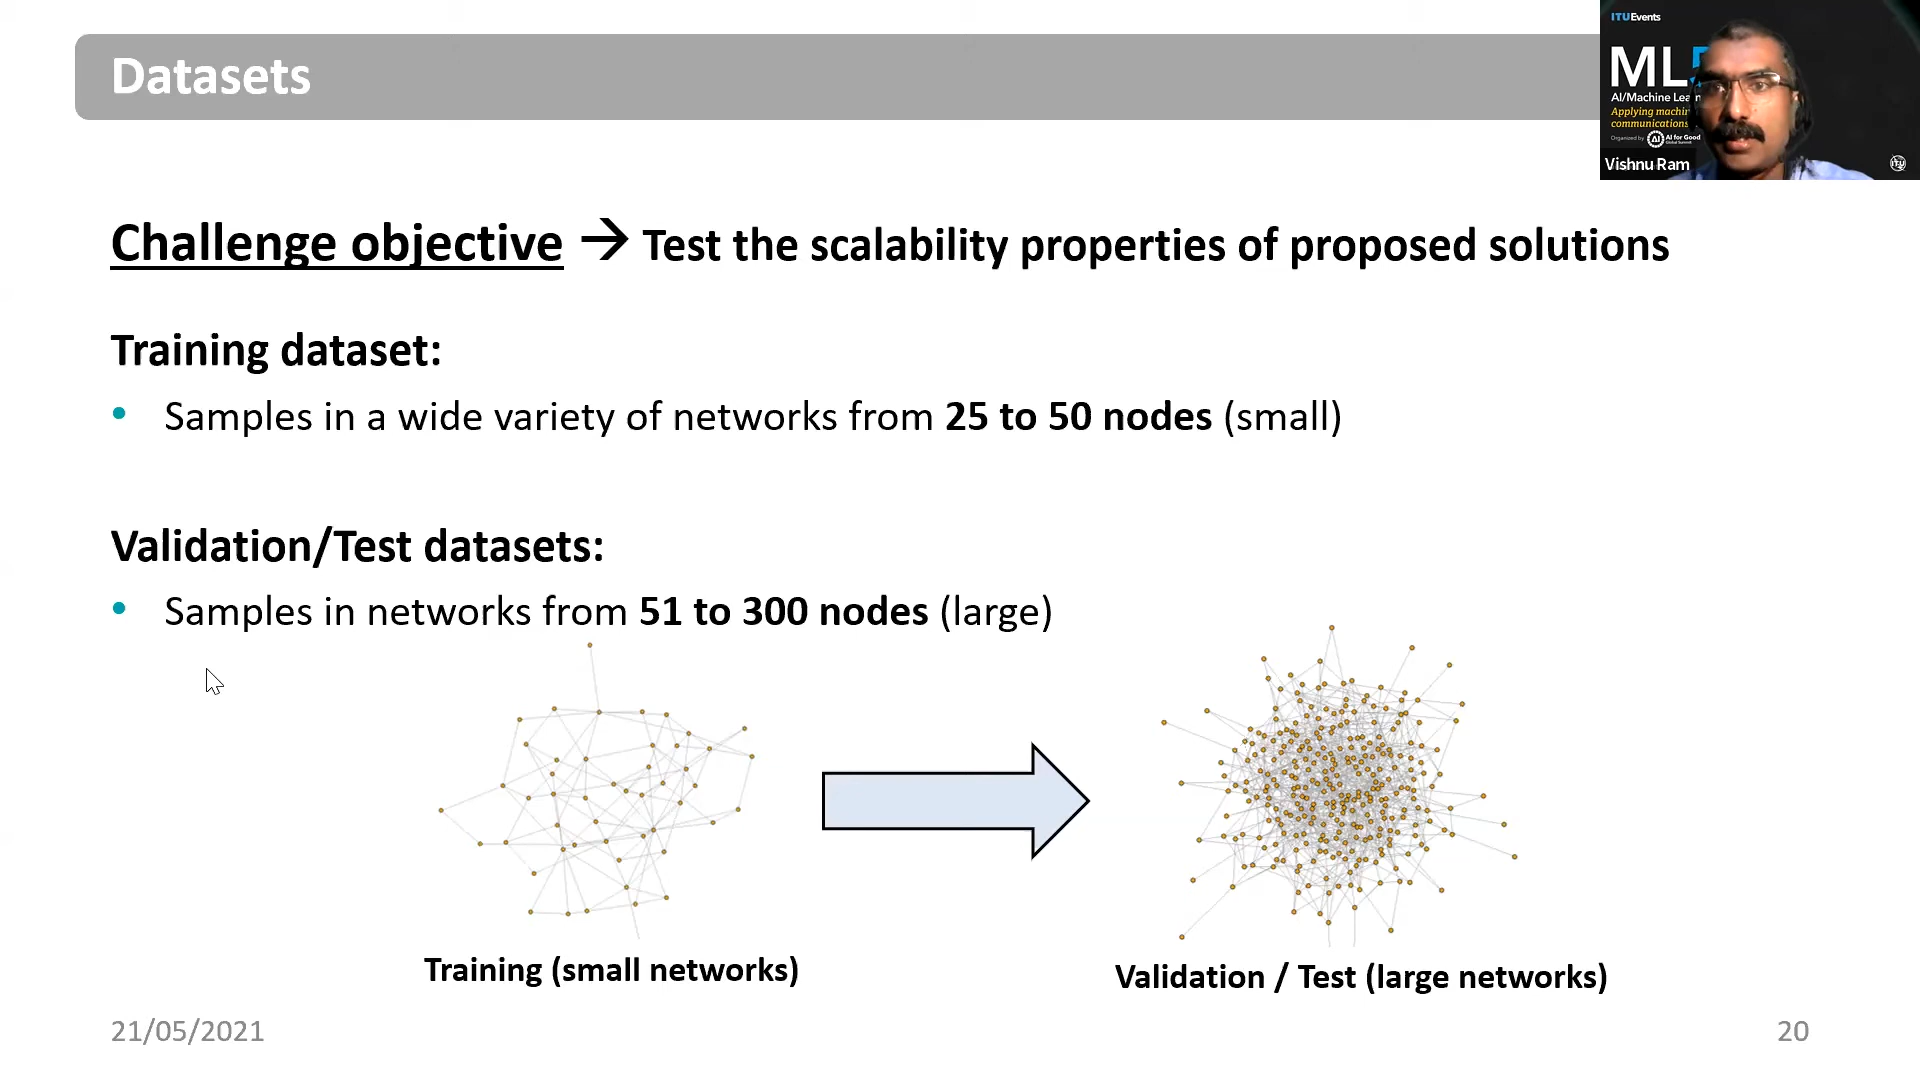 Datasets
ITUEvents
ML
AI/Machine Lear
Applying machin
communications
Organized by AI for Good
Global Summit
Vishnu Ram
Challenge objective → Test the scalability properties of proposed solutions
Training dataset:
• Samples in a wide variety of networks from 25 to 50 nodes (small)
Validation/Test datasets:
• Samples in networks from 51 to 300 nodes (large)
Training (small networks)
Validation / Test (large networks)
21/05/2021
20